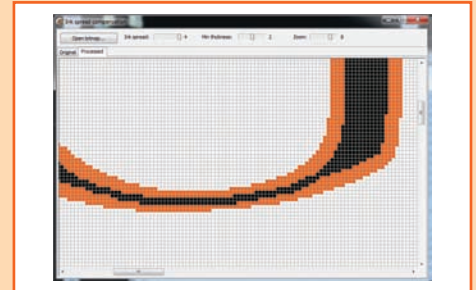 Ink spread compensation
Open bitmap... Ink spread: 4 Min thickness: 2 Zoom: 8
Original Processed